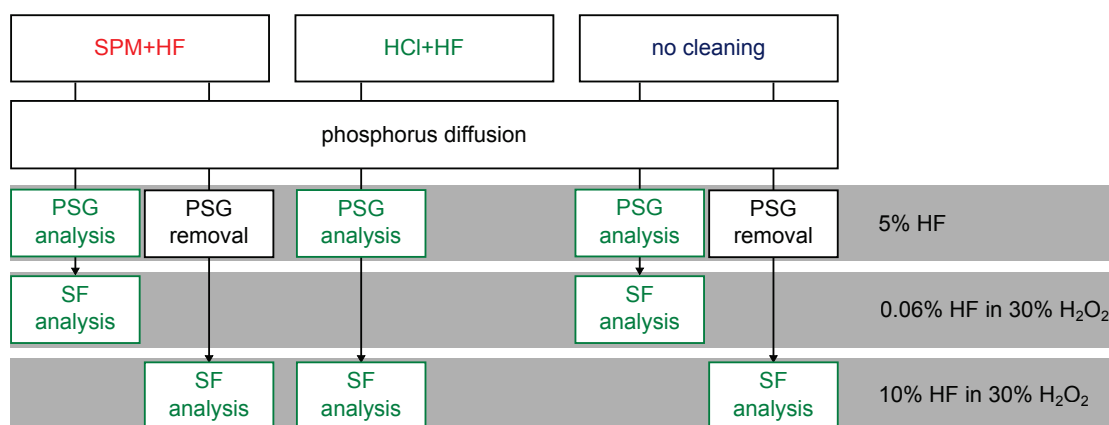 SPM+HF
HCl+HF
no cleaning
phosphorus diffusion
PSG
analysis
PSG
removal
PSG
analysis
PSG
analysis
PSG
removal
5% HF
SF
analysis
SF
analysis
0.06% HF in 30% H₂O₂
SF
analysis
SF
analysis
SF
analysis
10% HF in 30% H₂O₂